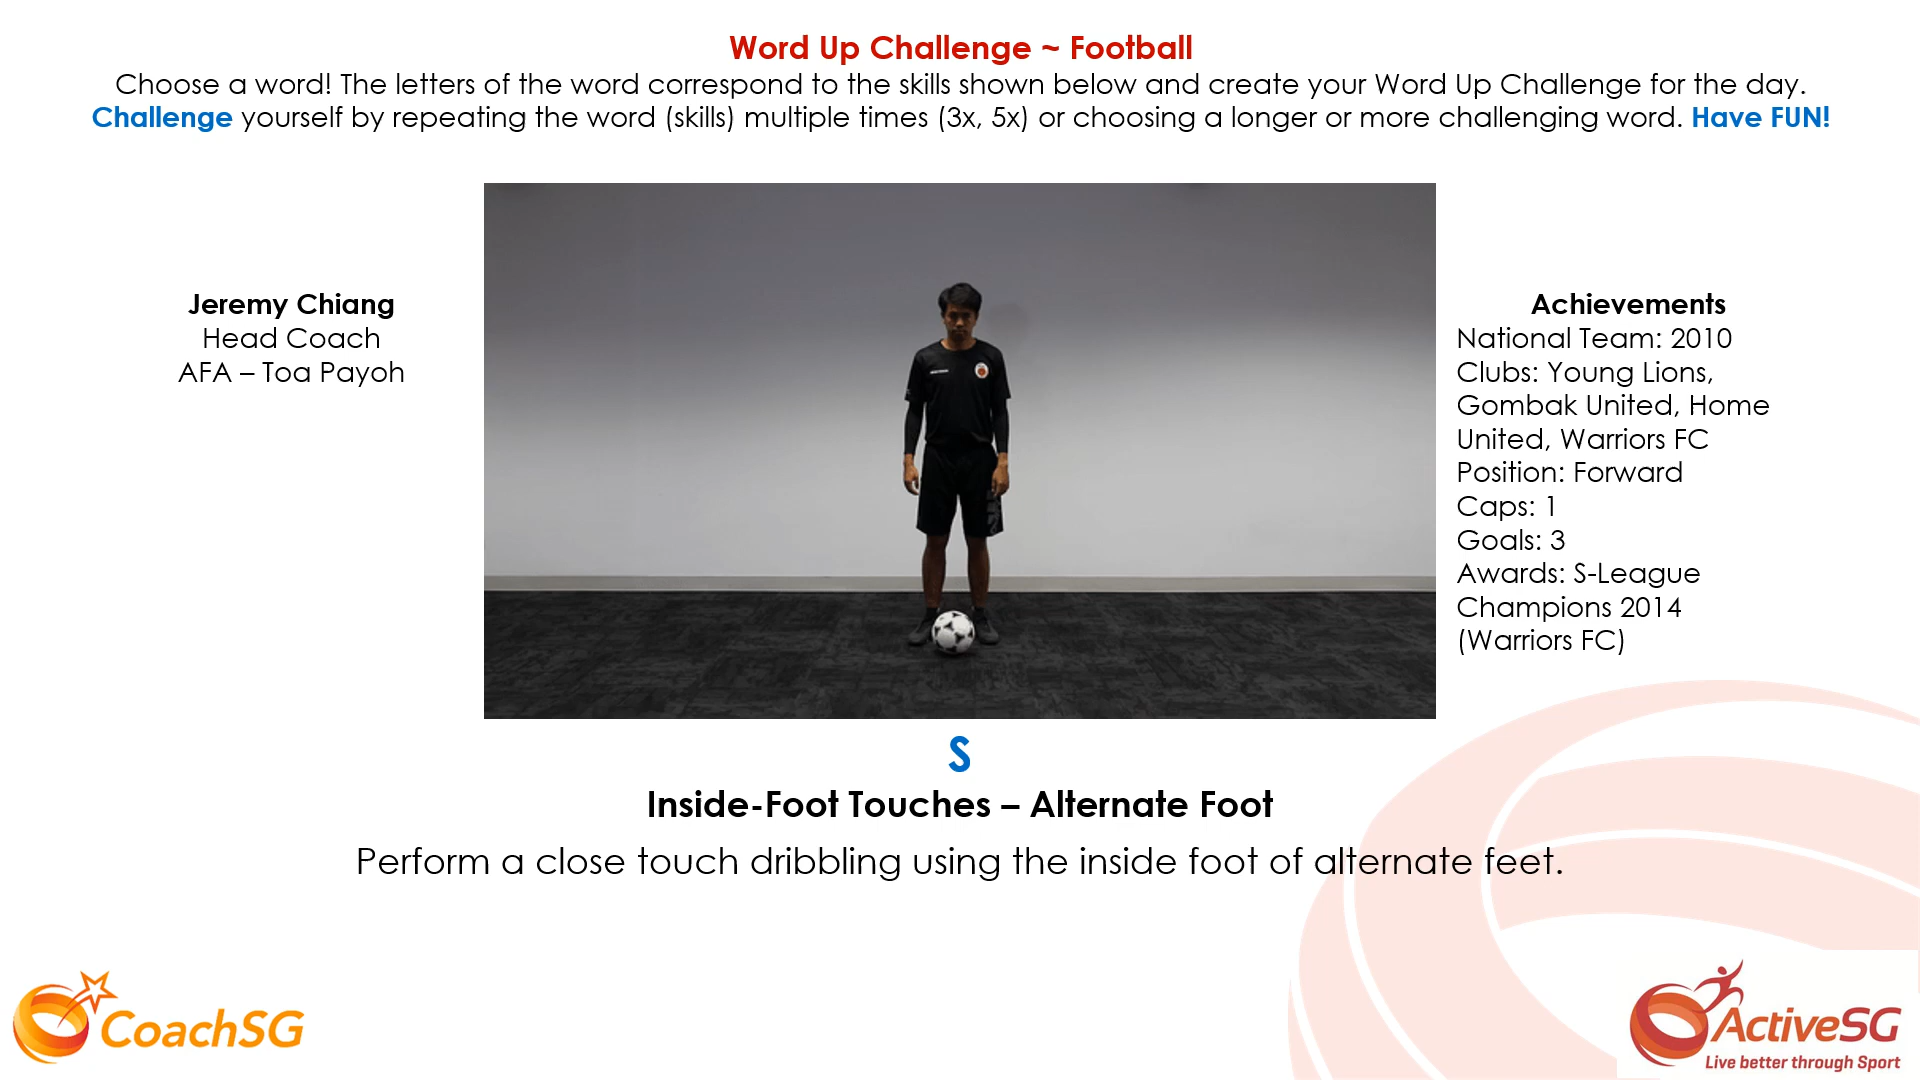 Word Up Challenge ~ Football
Choose a word! The letters of the word correspond to the skills shown below and create your Word Up Challenge for the day.
Challenge yourself by repeating the word (skills) multiple times (3x, 5x) or choosing a longer or more challenging word. Have FUN!
Jeremy Chiang
Head Coach
AFA – Toa Payoh
Achievements
National Team: 2010
Clubs: Young Lions,
Gombak United, Home
United, Warriors FC
Position: Forward
Caps: 1
Goals: 3
Awards: S-League
Champions 2014
(Warriors FC)
S
Inside-Foot Touches – Alternate Foot
Perform a close touch dribbling using the inside foot of alternate feet.
CoachSG
ActiveSG
Live better through Sport